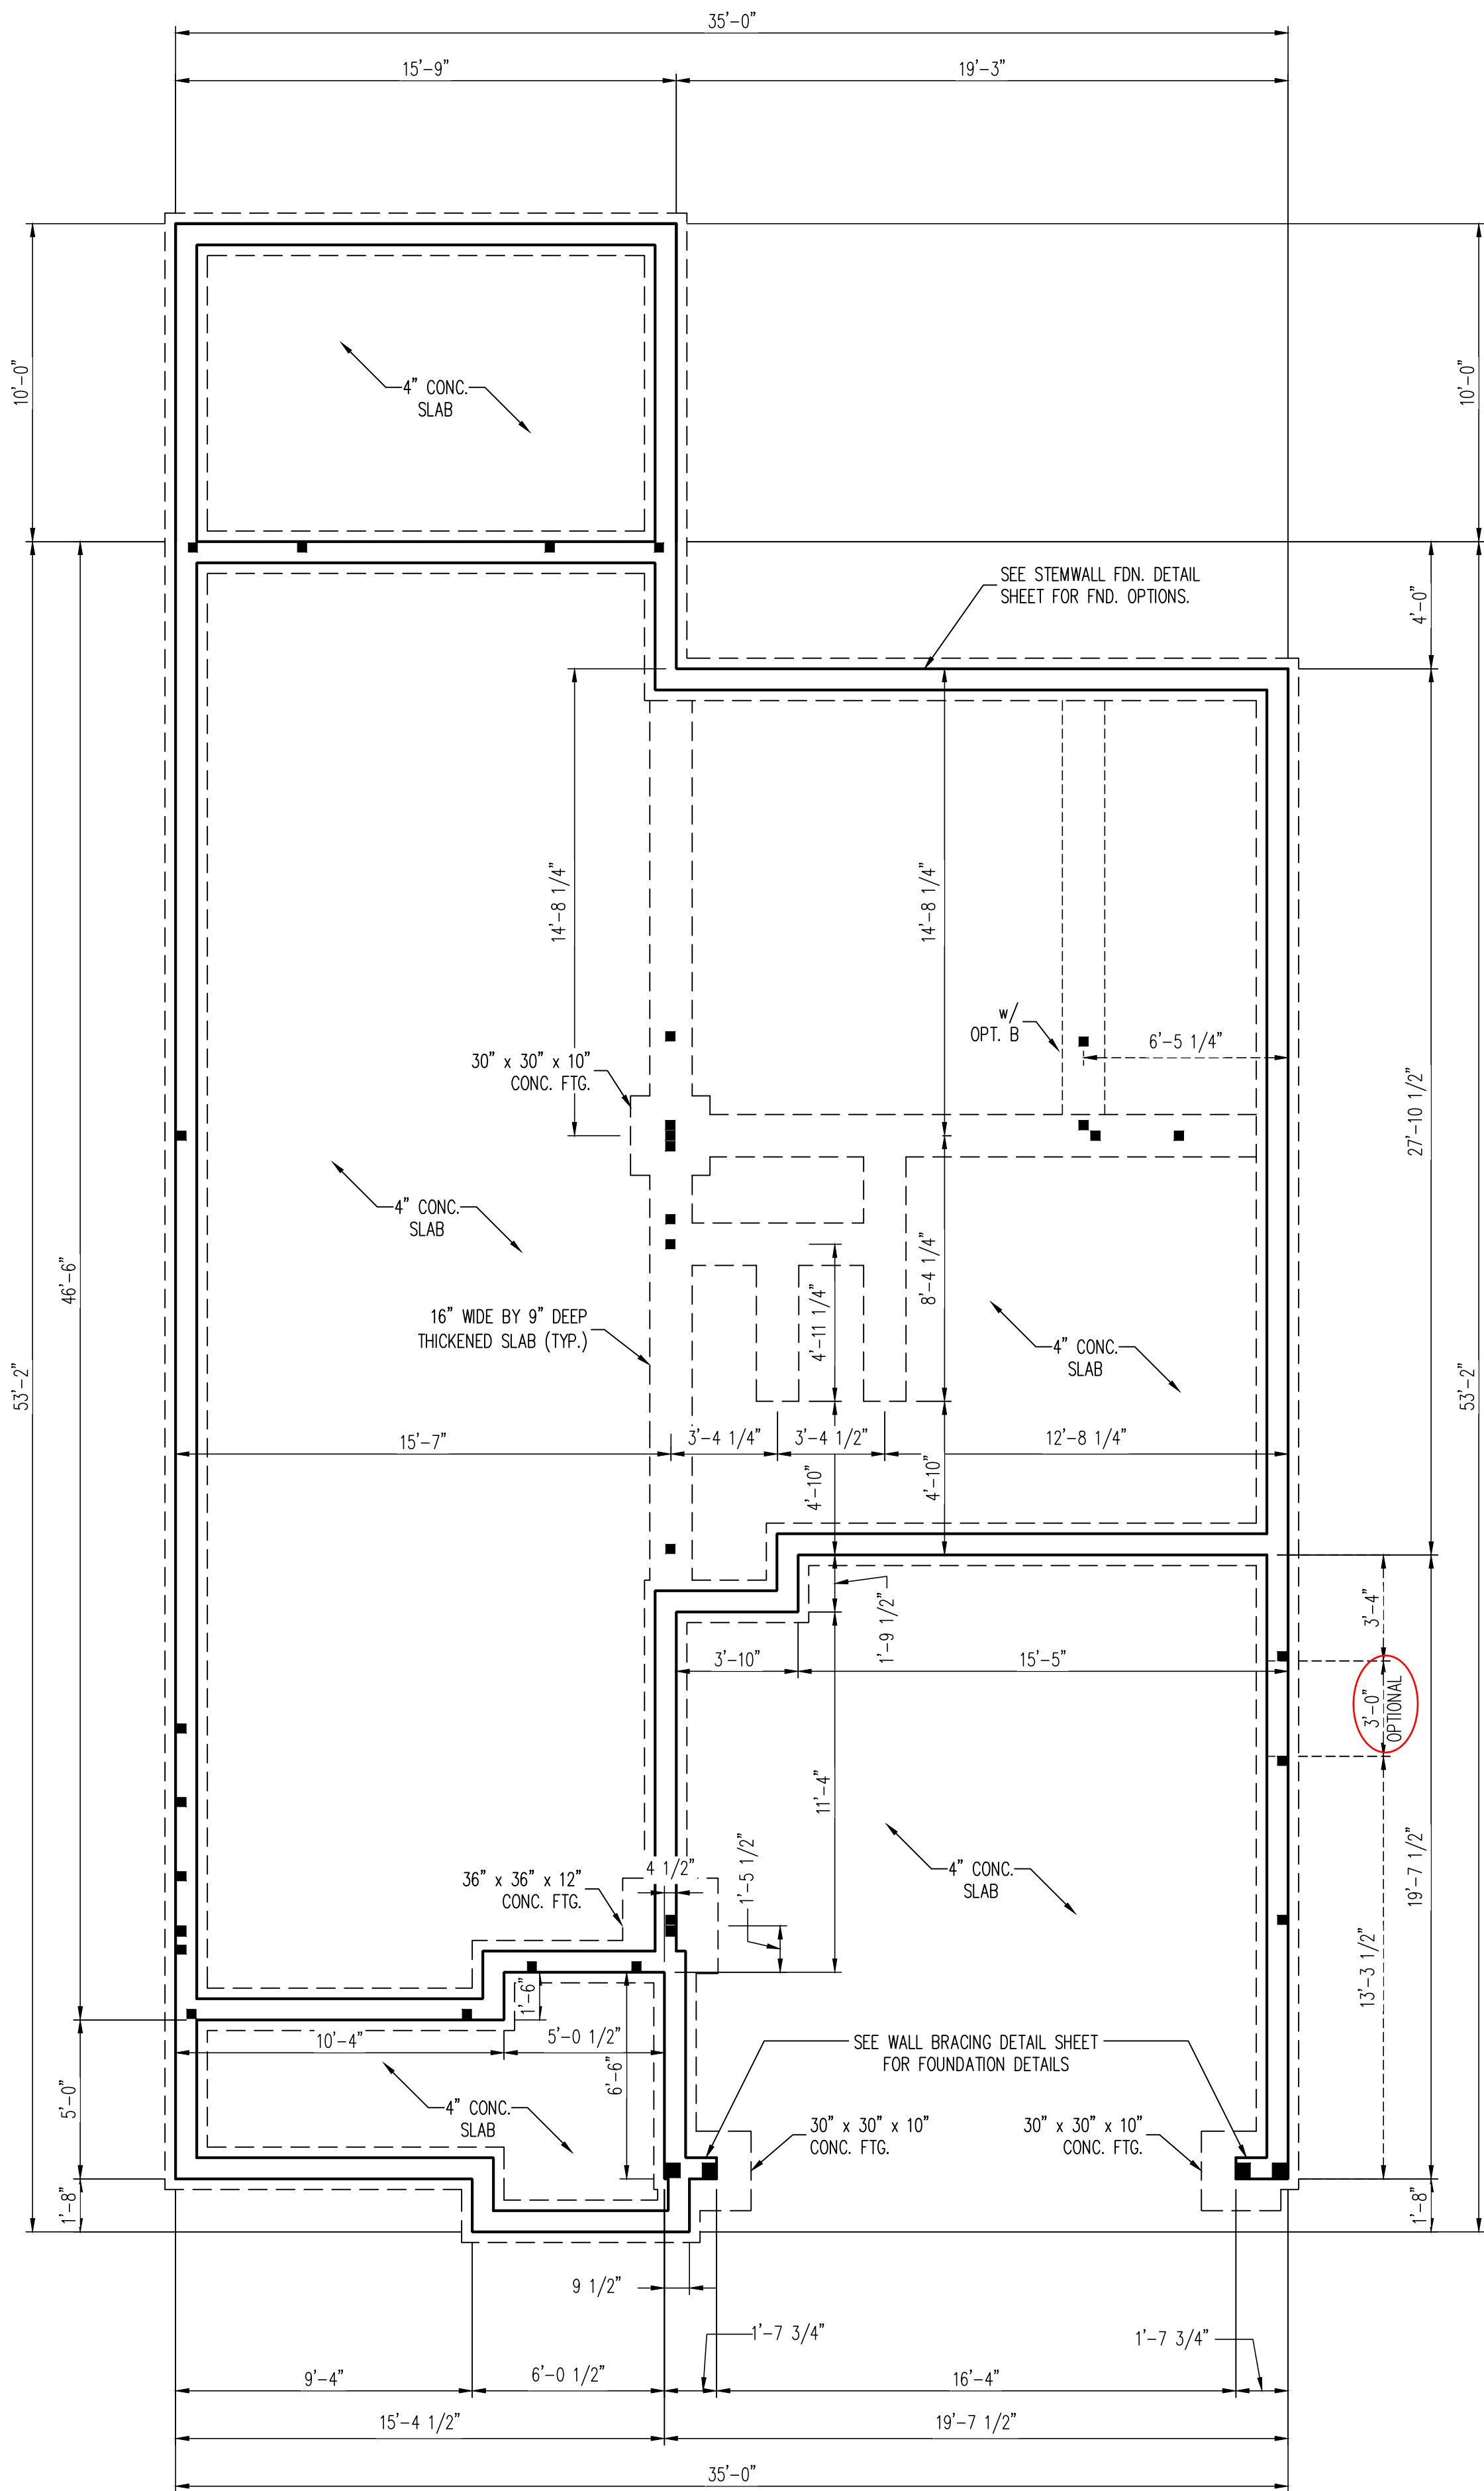 35'-0"
15'-9"
19'-3"
10'-0"
10'-0"
4" CONC.
SLAB
SEE STEMWALL FDN. DETAIL
SHEET FOR FND. OPTIONS.
4'-0"
14'-8 1/4"
14'-8 1/4"
w/
OPT. B
6'-5 1/4"
30" x 30" x 10"
CONC. FTG.
27'-10 1/2"
4" CONC.
SLAB
46'-6"
8'-4 1/4"
4'-11 1/4"
16" WIDE BY 9" DEEP
THICKENED SLAB (TYP.)
4" CONC.
SLAB
53'-2"
53'-2"
15'-7"
3'-4 1/4"
3'-4 1/2"
12'-8 1/4"
4'-10"
4'-10"
3'-4"
1'-9 1/2"
3'-10"
15'-5"
3'-0"
OPTIONAL
11'-4"
4 1/2"
1'-5 1/2"
36" x 36" x 12"
CONC. FTG.
4" CONC.
SLAB
19'-7 1/2"
13'-3 1/2"
1'-6"
10'-4"
5'-0 1/2"
6'-6"
SEE WALL BRACING DETAIL SHEET
FOR FOUNDATION DETAILS
5'-0"
4" CONC.
SLAB
30" x 30" x 10"
CONC. FTG.
30" x 30" x 10"
CONC. FTG.
1'-8"
1'-8"
9 1/2"
1'-7 3/4"
1'-7 3/4"
9'-4"
6'-0 1/2"
16'-4"
15'-4 1/2"
19'-7 1/2"
35'-0"